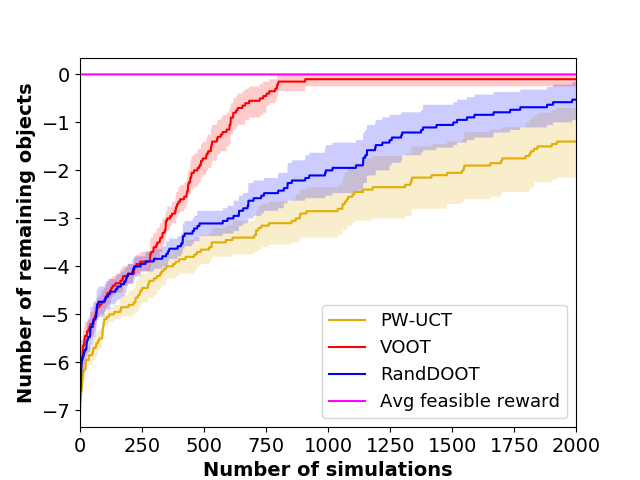 0
−1
−2
−3
−4
−5
−6
−7
Number of remaining objects
PW-UCT
VOOT
RandDOOT
Avg feasible reward
0 250 500 750 1000 1250 1500 1750 2000
Number of simulations